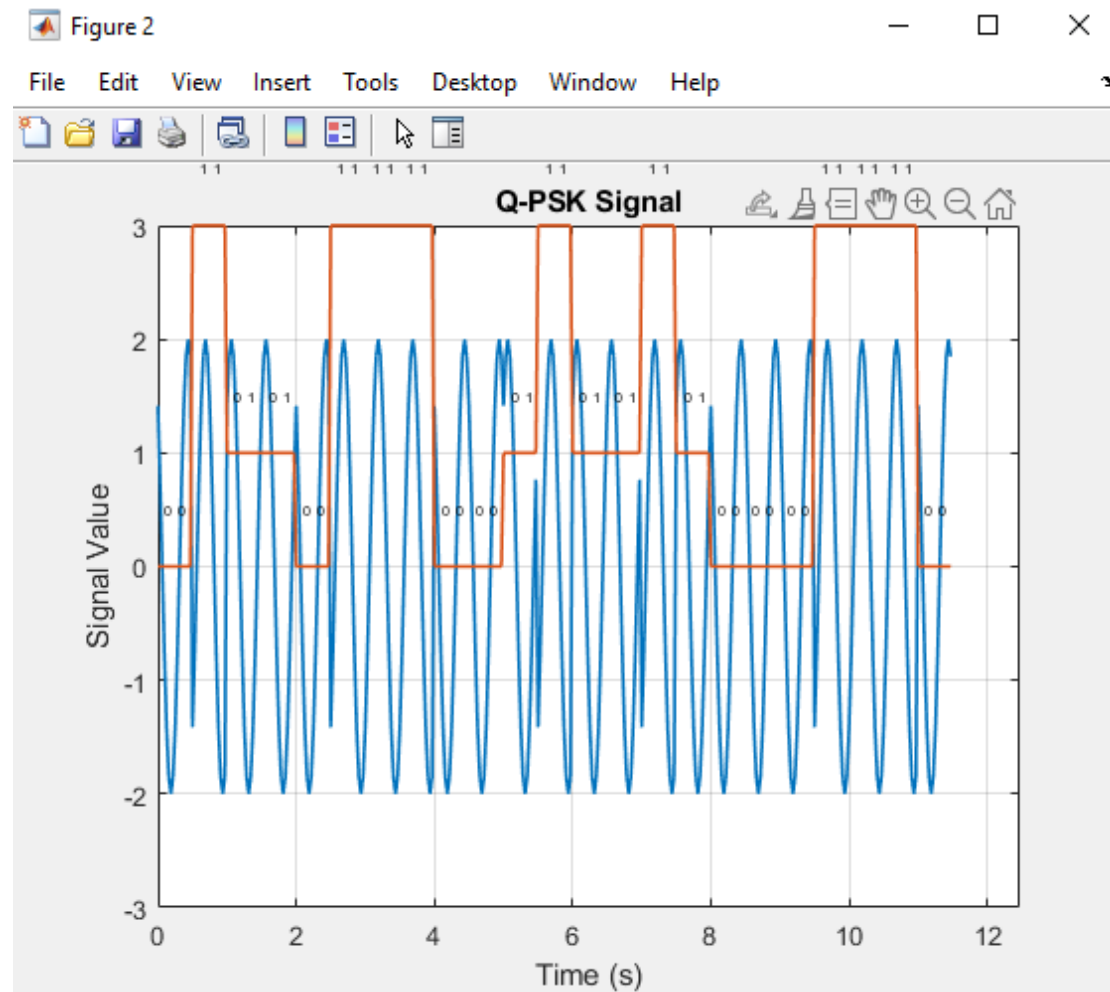 Figure 2
File Edit View Insert Tools Desktop Window Help
1 1 1 1 1 1 1 1 1 1 1 1 1 1 1 1 1 1
Q-PSK Signal
3
2
0 1 0 1 0 1 0 1 0 1 0 1
1
0 0 0 0 0 0 0 0 0 0 0 0 0 0 0 0
0
-1
-2
-3
Signal Value
0 2 4 6 8 10 12
Time (s)